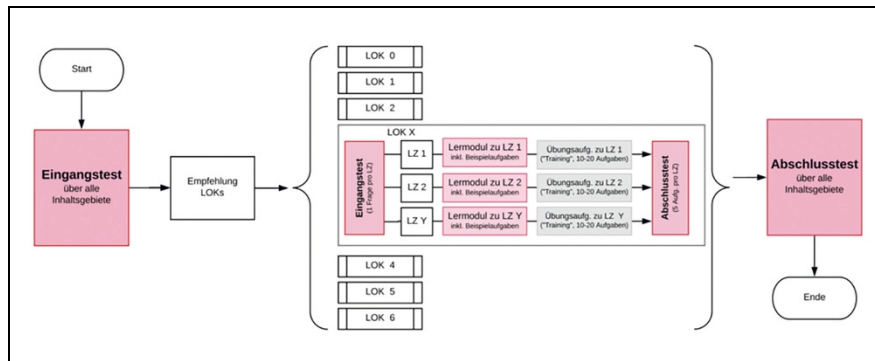 Start
Eingangstest
über alle
Inhaltsgebiete
Empfehlung
LOKs
LOK 0
LOK 1
LOK 2
LOK X
Eingangstest
(1 Frage pro LZ)
LZ 1
Lermodul zu LZ 1
inkl. Beispielaufgaben
Übungsaufg. zu LZ 1
("Training", 10-20 Aufgaben)
LZ 2
Lermodul zu LZ 2
inkl. Beispielaufgaben
Übungsaufg. zu LZ 2
("Training", 10-20 Aufgaben)
LZ Y
Lermodul zu LZ Y
inkl. Beispielaufgaben
Übungsaufg. zu LZ Y
("Training", 10-20 Aufgaben)
Abschlusstest
(5 Aufg. pro LZ)
LOK 4
LOK 5
LOK 6
Abschlusstest
über alle
Inhaltsgebiete
Ende